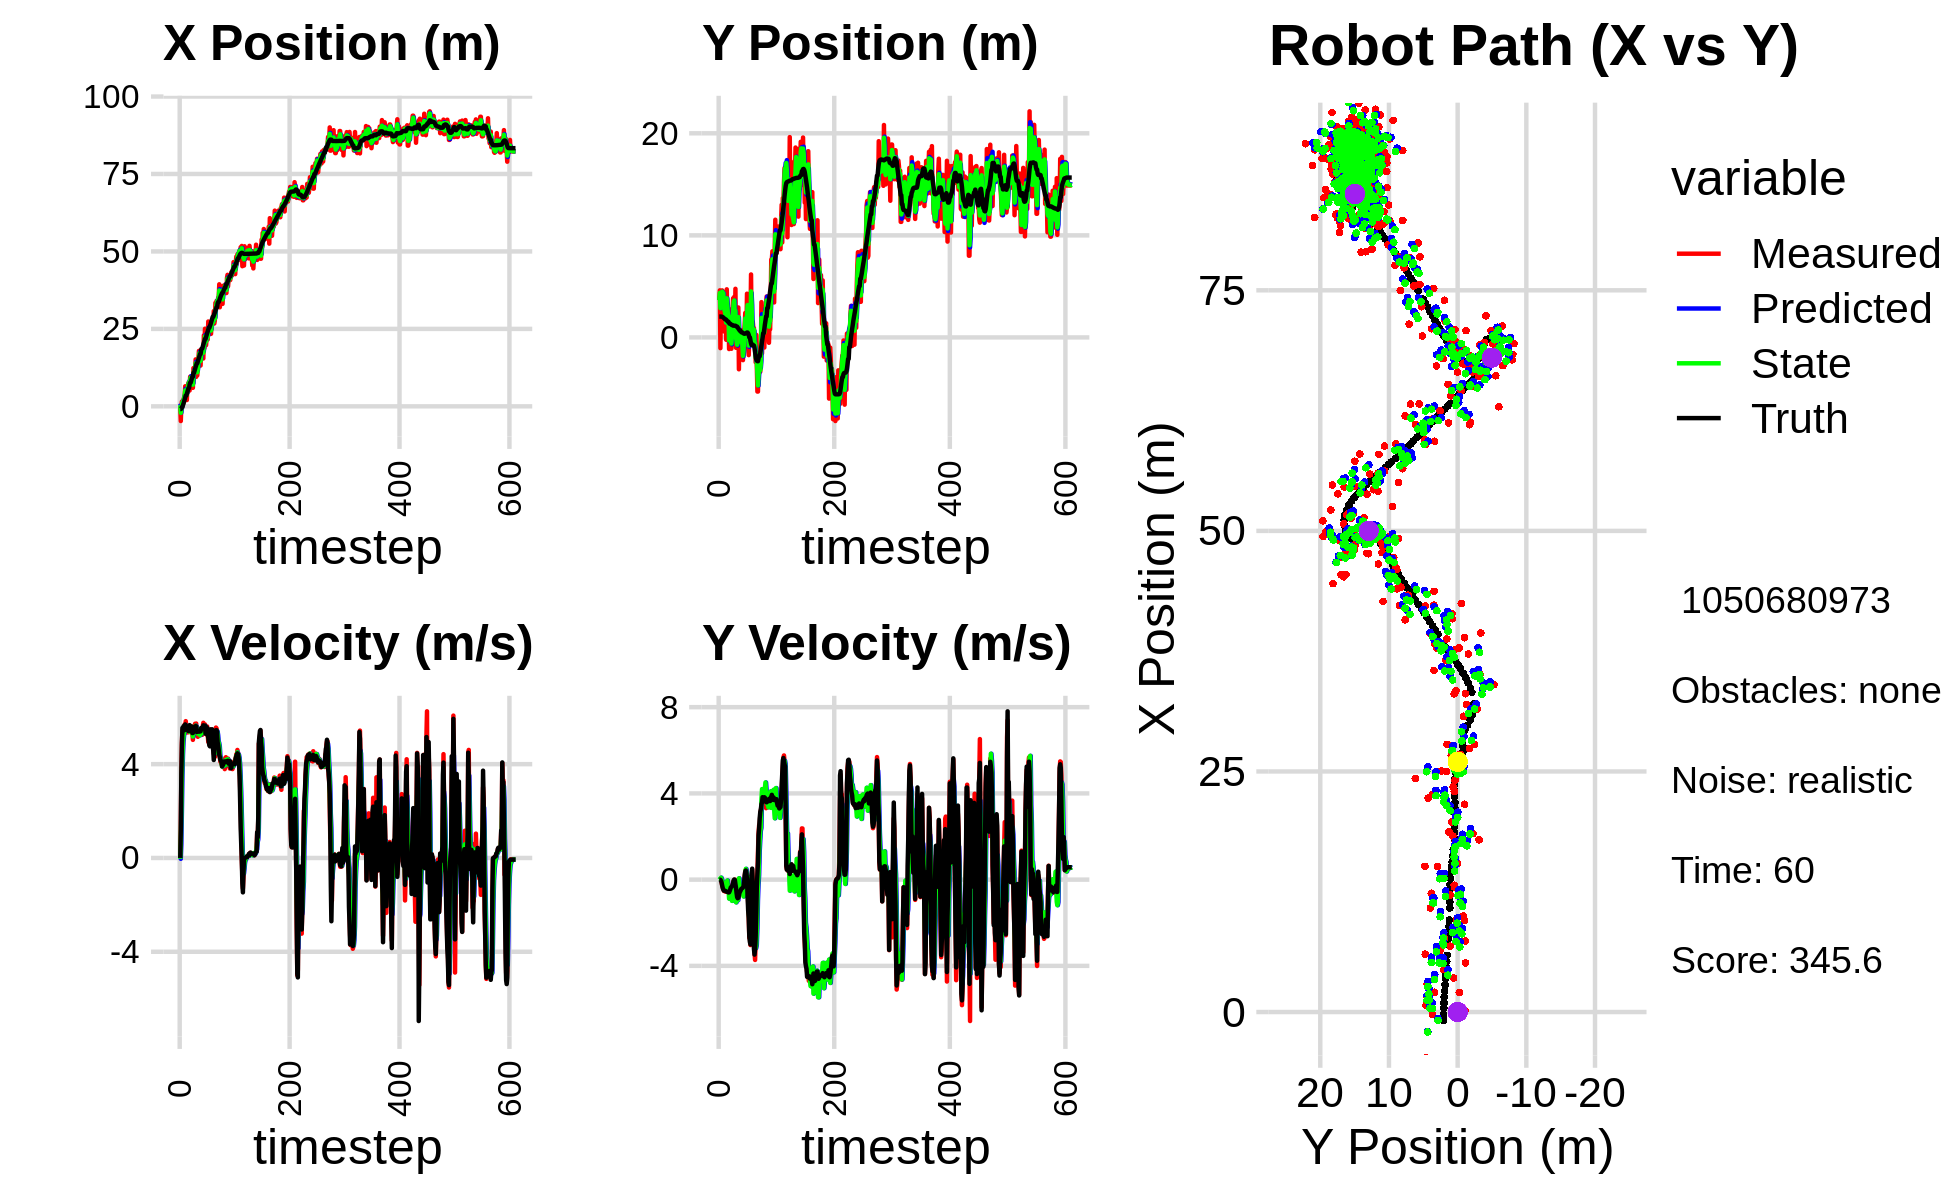 X Position (m)
100
75
50
25
0
0
200
400
600
timestep
Y Position (m)
20
10
0
0
200
400
600
timestep
X Velocity (m/s)
4
0
-4
0
200
400
600
timestep
Y Velocity (m/s)
8
4
0
-4
0
200
400
600
timestep
Robot Path (X vs Y)
X Position (m)
75
50
25
0
20
10
0
-10
-20
Y Position (m)
variable
Measured
Predicted
State
Truth
1050680973
Obstacles: none
Noise: realistic
Time: 60
Score: 345.6